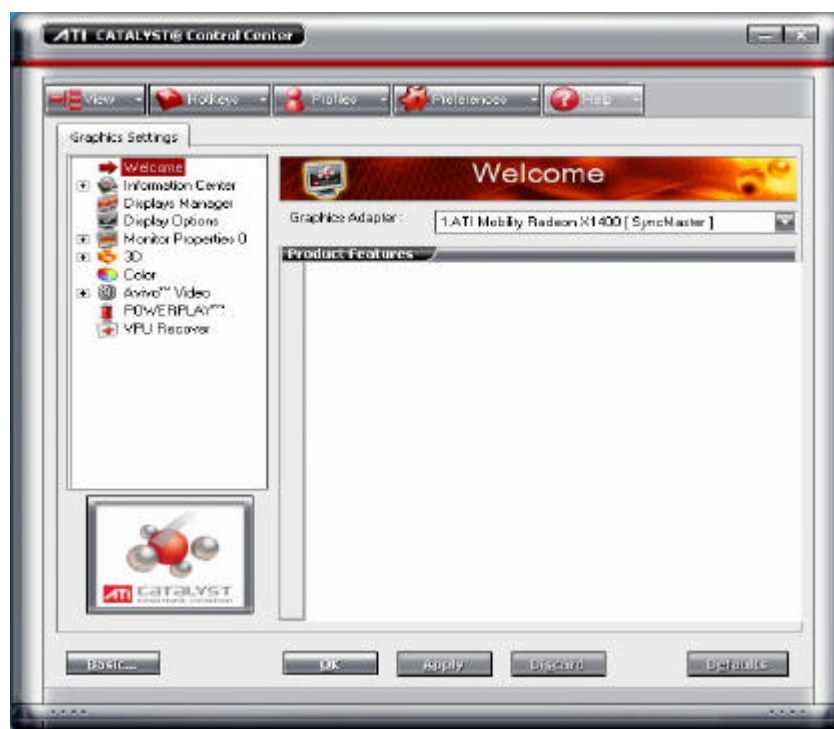 ATI CATALYST® Control Center
View
Hotkeys
Profiles
Preferences
Help
Graphics Settings
Welcome
Information Center
Displays Manager
Display Options
Monitor Properties 0
3D
Color
Avivo™ Video
POWERPLAY™
VPU Recover
Welcome
Graphics Adapter:
1.ATI Mobility Radeon X1400 [ SyncMaster ]
Product Features
ATI CATALYST
Basic...
OK
Apply
Discard
Defaults